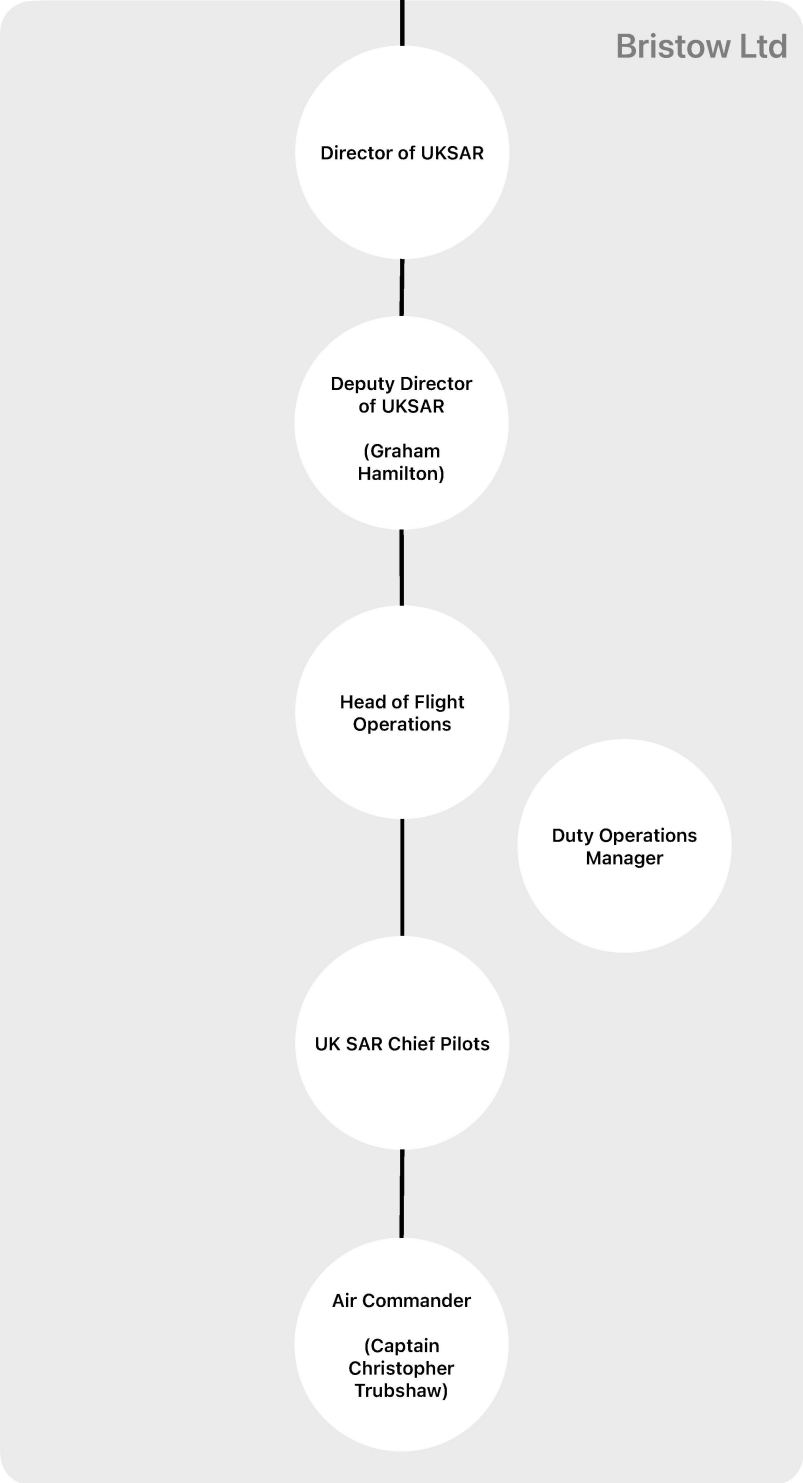 Bristow Ltd
Director of UKSAR
Deputy Director
of UKSAR
(Graham
Hamilton)
Head of Flight
Operations
Duty Operations
Manager
UK SAR Chief Pilots
Air Commander
(Captain
Christopher
Trubshaw)